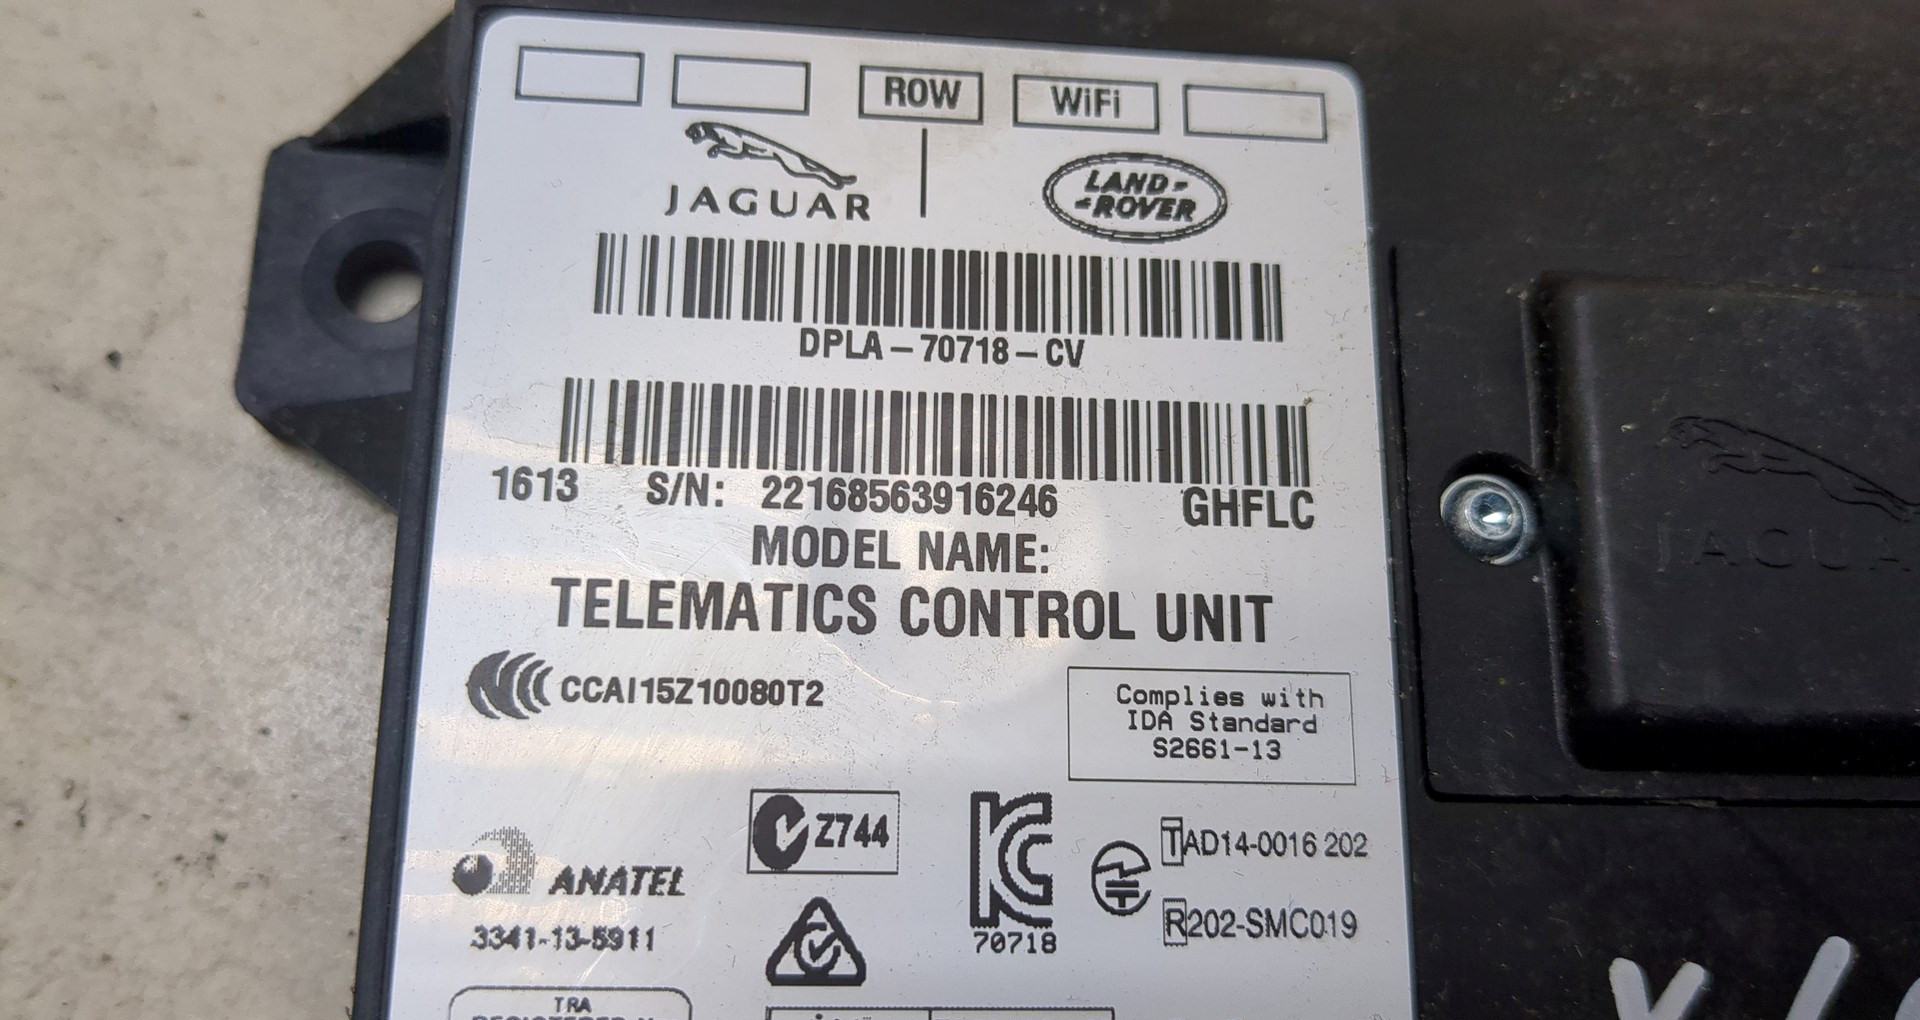 ROW WiFi
JAGUAR
LAND-
-ROVER
DPLA-70718-CV
1613 S/N: 22168563916246 GHFLC
MODEL NAME:
TELEMATICS CONTROL UNIT
CCAI15Z10080T2
Complies with
IDA Standard
S2661-13
Z744
ANATEL
3341-13-5911
70718
TAD14-0016 202
R202-SMC019
TRA
JAGUA